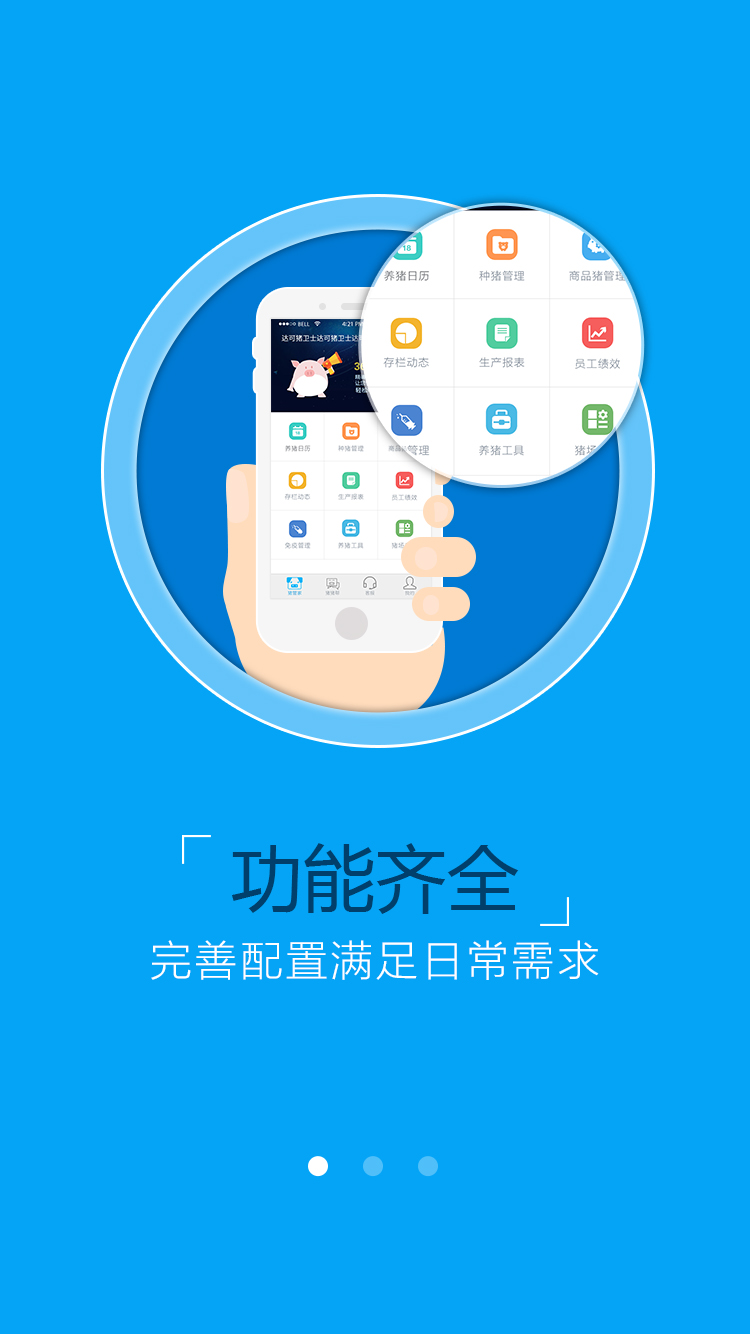 养猪日历 种猪管理 商品猪管理
存栏动态 生产报表 员工绩效
管理 养猪工具 猪场
BELL 4:21 PM
达可猪卫士达可猪卫士达
养猪日历 种猪管理
存栏动态 生产报表 员工绩效
免疫管理 养猪工具 猪场
功能齐全
完善配置满足日常需求